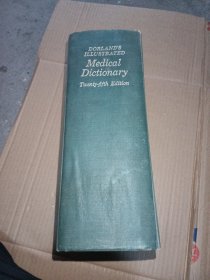 DORLAND'S
ILLUSTRATED
Medical
Dictionary
Twenty-fifth Edition